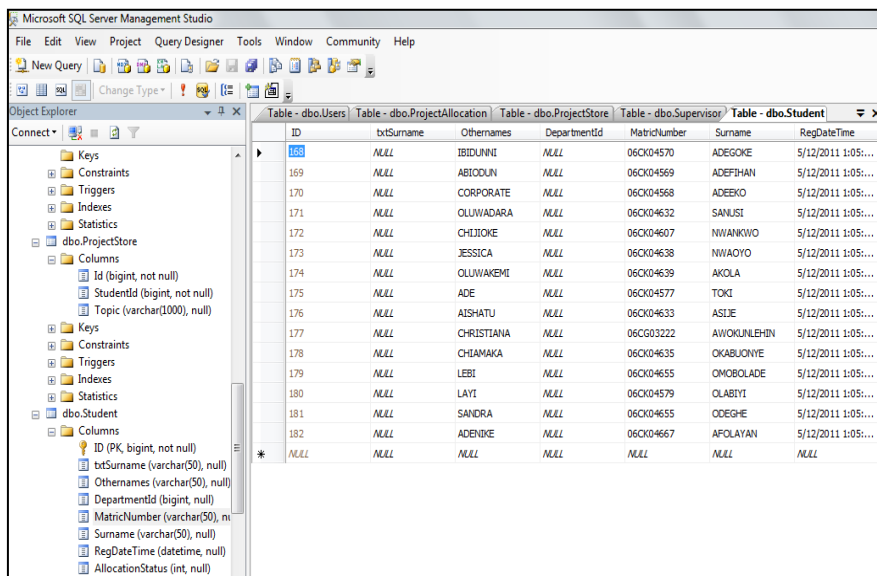 Microsoft SQL Server Management Studio
File Edit View Project Query Designer Tools Window Community Help
New Query
Change Type
Object Explorer
Connect
Keys
Constraints
Triggers
Indexes
Statistics
dbo.ProjectStore
Columns
Id (bigint, not null)
StudentId (bigint, not null)
Topic (varchar(1000), null)
Keys
Constraints
Triggers
Indexes
Statistics
dbo.Student
Columns
ID (PK, bigint, not null)
txtSurname (varchar(50), null)
Othernames (varchar(50), null)
DepartmentId (bigint, null)
MatricNumber (varchar(50), nu
Surname (varchar(50), null)
RegDateTime (datetime, null)
AllocationStatus (int, null)
Table - dbo.Users Table - dbo.ProjectAllocation Table - dbo.ProjectStore Table - dbo.Supervisor Table - dbo.Student
ID txtSurname Othernames DepartmentId MatricNumber Surname RegDateTime
168 NULL IBIDUNNI NULL 06CK04570 ADEGOKE 5/12/2011 1:05:...
169 NULL ABIODUN NULL 06CK04569 ADEFIHAN 5/12/2011 1:05:...
170 NULL CORPORATE NULL 06CK04568 ADEEKO 5/12/2011 1:05:...
171 NULL OLUWADARA NULL 06CK04632 SANUSI 5/12/2011 1:05:...
172 NULL CHIJIOKE NULL 06CK04607 NWANKWO 5/12/2011 1:05:...
173 NULL JESSICA NULL 06CK04638 NWAOYO 5/12/2011 1:05:...
174 NULL OLUWAKEMI NULL 06CK04639 AKOLA 5/12/2011 1:05:...
175 NULL ADE NULL 06CK04577 TOKI 5/12/2011 1:05:...
176 NULL AISHATU NULL 06CK04633 ASIJE 5/12/2011 1:05:...
177 NULL CHRISTIANA NULL 06CG03222 AWOKUNLEHIN 5/12/2011 1:05:...
178 NULL CHIAMAKA NULL 06CK04635 OKABUONYE 5/12/2011 1:05:...
179 NULL LEBI NULL 06CK04655 OMOBOLADE 5/12/2011 1:05:...
180 NULL LAYI NULL 06CK04579 OLABIYI 5/12/2011 1:05:...
181 NULL SANDRA NULL 06CK04655 ODEGHE 5/12/2011 1:05:...
182 NULL ADENIKE NULL 06CK04667 AFOLAYAN 5/12/2011 1:05:...
NULL NULL NULL NULL NULL NULL NULL